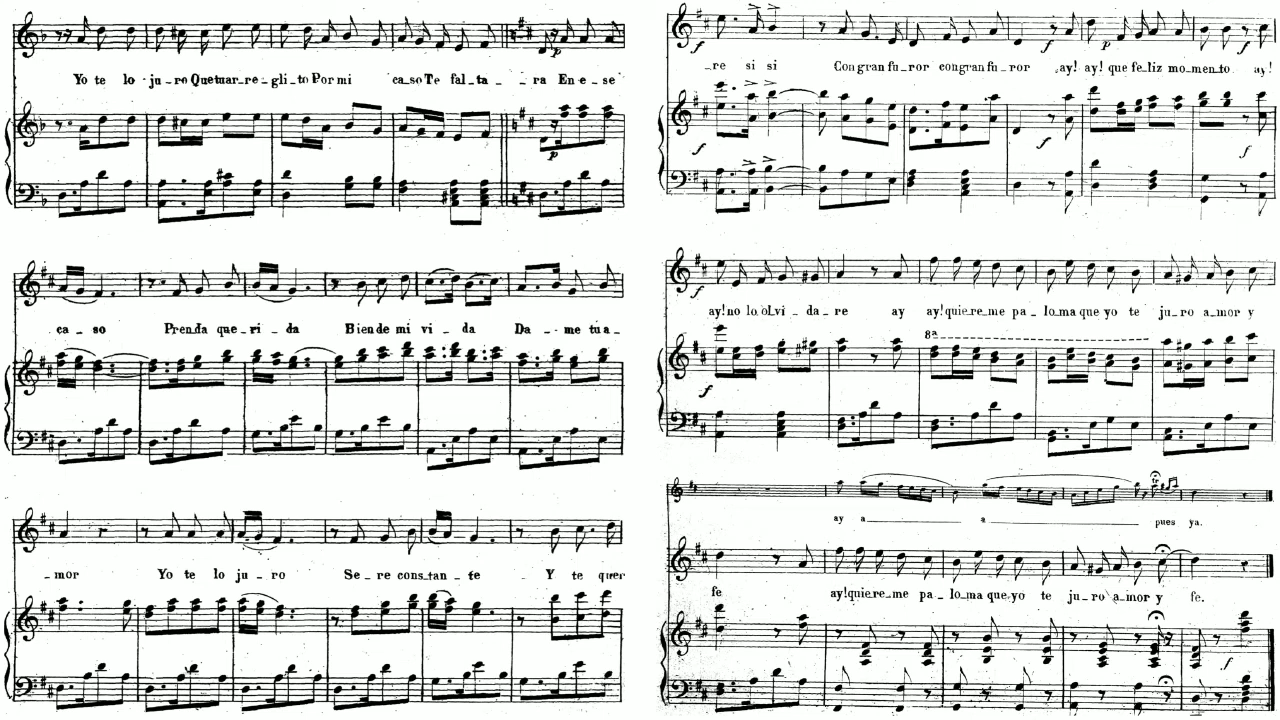 Yo te lo ju-ro Que tu ar-re-gli-to Por mi ca-so Te fal-ta-ra En e-se
ca-so Prenda que-ri-da Bien de mi vi-da Da-me tu a-
-mor Yo te lo ju-ro Se-re cons-tan-te Y te quer
-re si si Con gran fu-ror con gran fu-ror ay! ay! que fe-liz mo-men-to. ay!
ay! no lo olvi-da-re ay ay! quie-re-me pa-lo-ma que yo te ju-ro a-mor y
8ª
ay a a pues ya.
fe ay! quie-re-me pa-lo-ma que yo te ju-ro a-mor y fe.